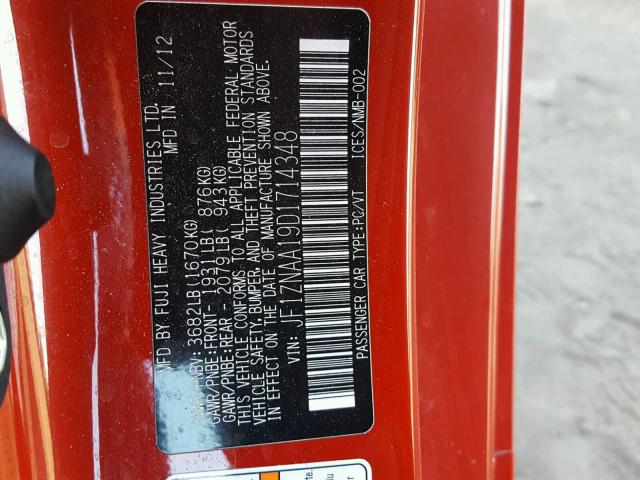 MFD BY FUJI HEAVY INDUSTRIES LTD.
MFD IN 11/12
3682LB(1670KG)
GAWR/PNBE:FRONT- 1931LB( 876KG)
GAWR/PNBE:REAR - 2079LB( 943KG)
THIS VEHICLE CONFORMS TO ALL APPLICABLE FEDERAL MOTOR
VEHICLE SAFETY,BUMPER,AND THEFT PREVENTION STANDARDS
IN EFFECT ON THE DATE OF MANUFACTURE SHOWN ABOVE.
VIN: JF1ZNAA19D1714348
PASSENGER CAR TYPE:PC/VT ICES/NMB-002